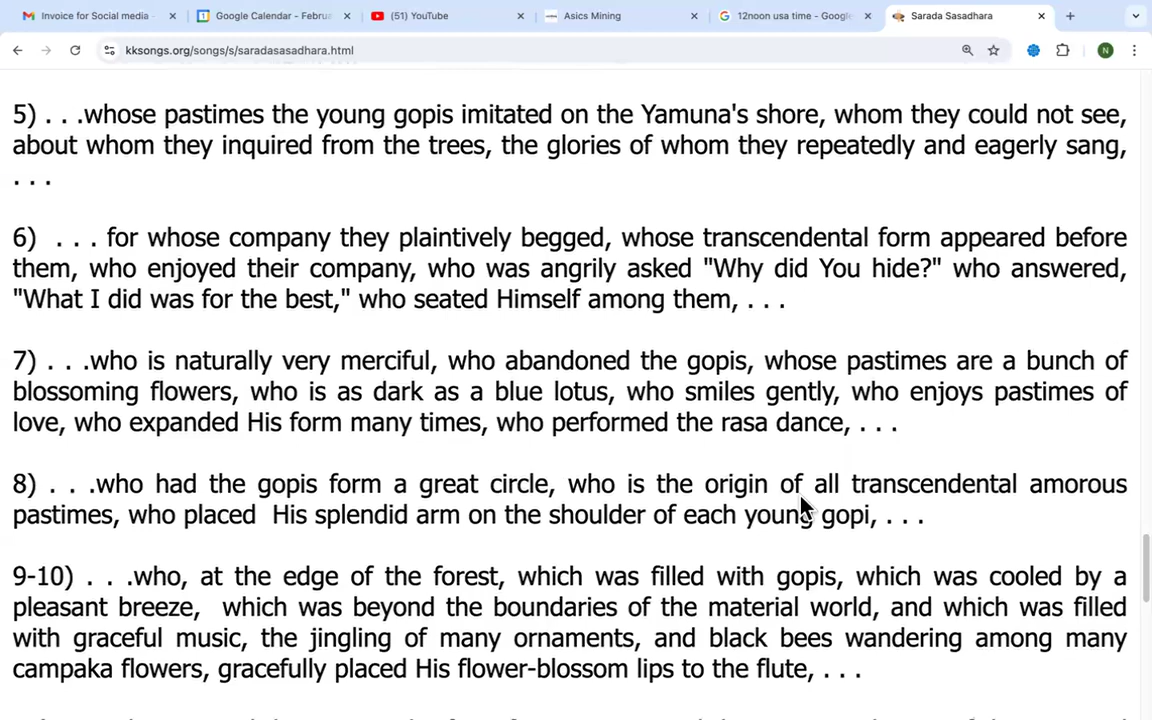 Invoice for Social media
Google Calendar - Februa
(51) YouTube
Asics Mining
12noon usa time - Google
Sarada Sasadhara
kksongs.org/songs/s/saradasasadhara.html
N
5) . . .whose pastimes the young gopis imitated on the Yamuna's shore, whom they could not see,
about whom they inquired from the trees, the glories of whom they repeatedly and eagerly sang,
. . .
6) . . . for whose company they plaintively begged, whose transcendental form appeared before
them, who enjoyed their company, who was angrily asked "Why did You hide?" who answered,
"What I did was for the best," who seated Himself among them, . . .
7) . . .who is naturally very merciful, who abandoned the gopis, whose pastimes are a bunch of
blossoming flowers, who is as dark as a blue lotus, who smiles gently, who enjoys pastimes of
love, who expanded His form many times, who performed the rasa dance, . . .
8) . . .who had the gopis form a great circle, who is the origin of all transcendental amorous
pastimes, who placed His splendid arm on the shoulder of each young gopi, . . .
9-10) . . .who, at the edge of the forest, which was filled with gopis, which was cooled by a
pleasant breeze, which was beyond the boundaries of the material world, and which was filled
with graceful music, the jingling of many ornaments, and black bees wandering among many
campaka flowers, gracefully placed His flower-blossom lips to the flute, . . .